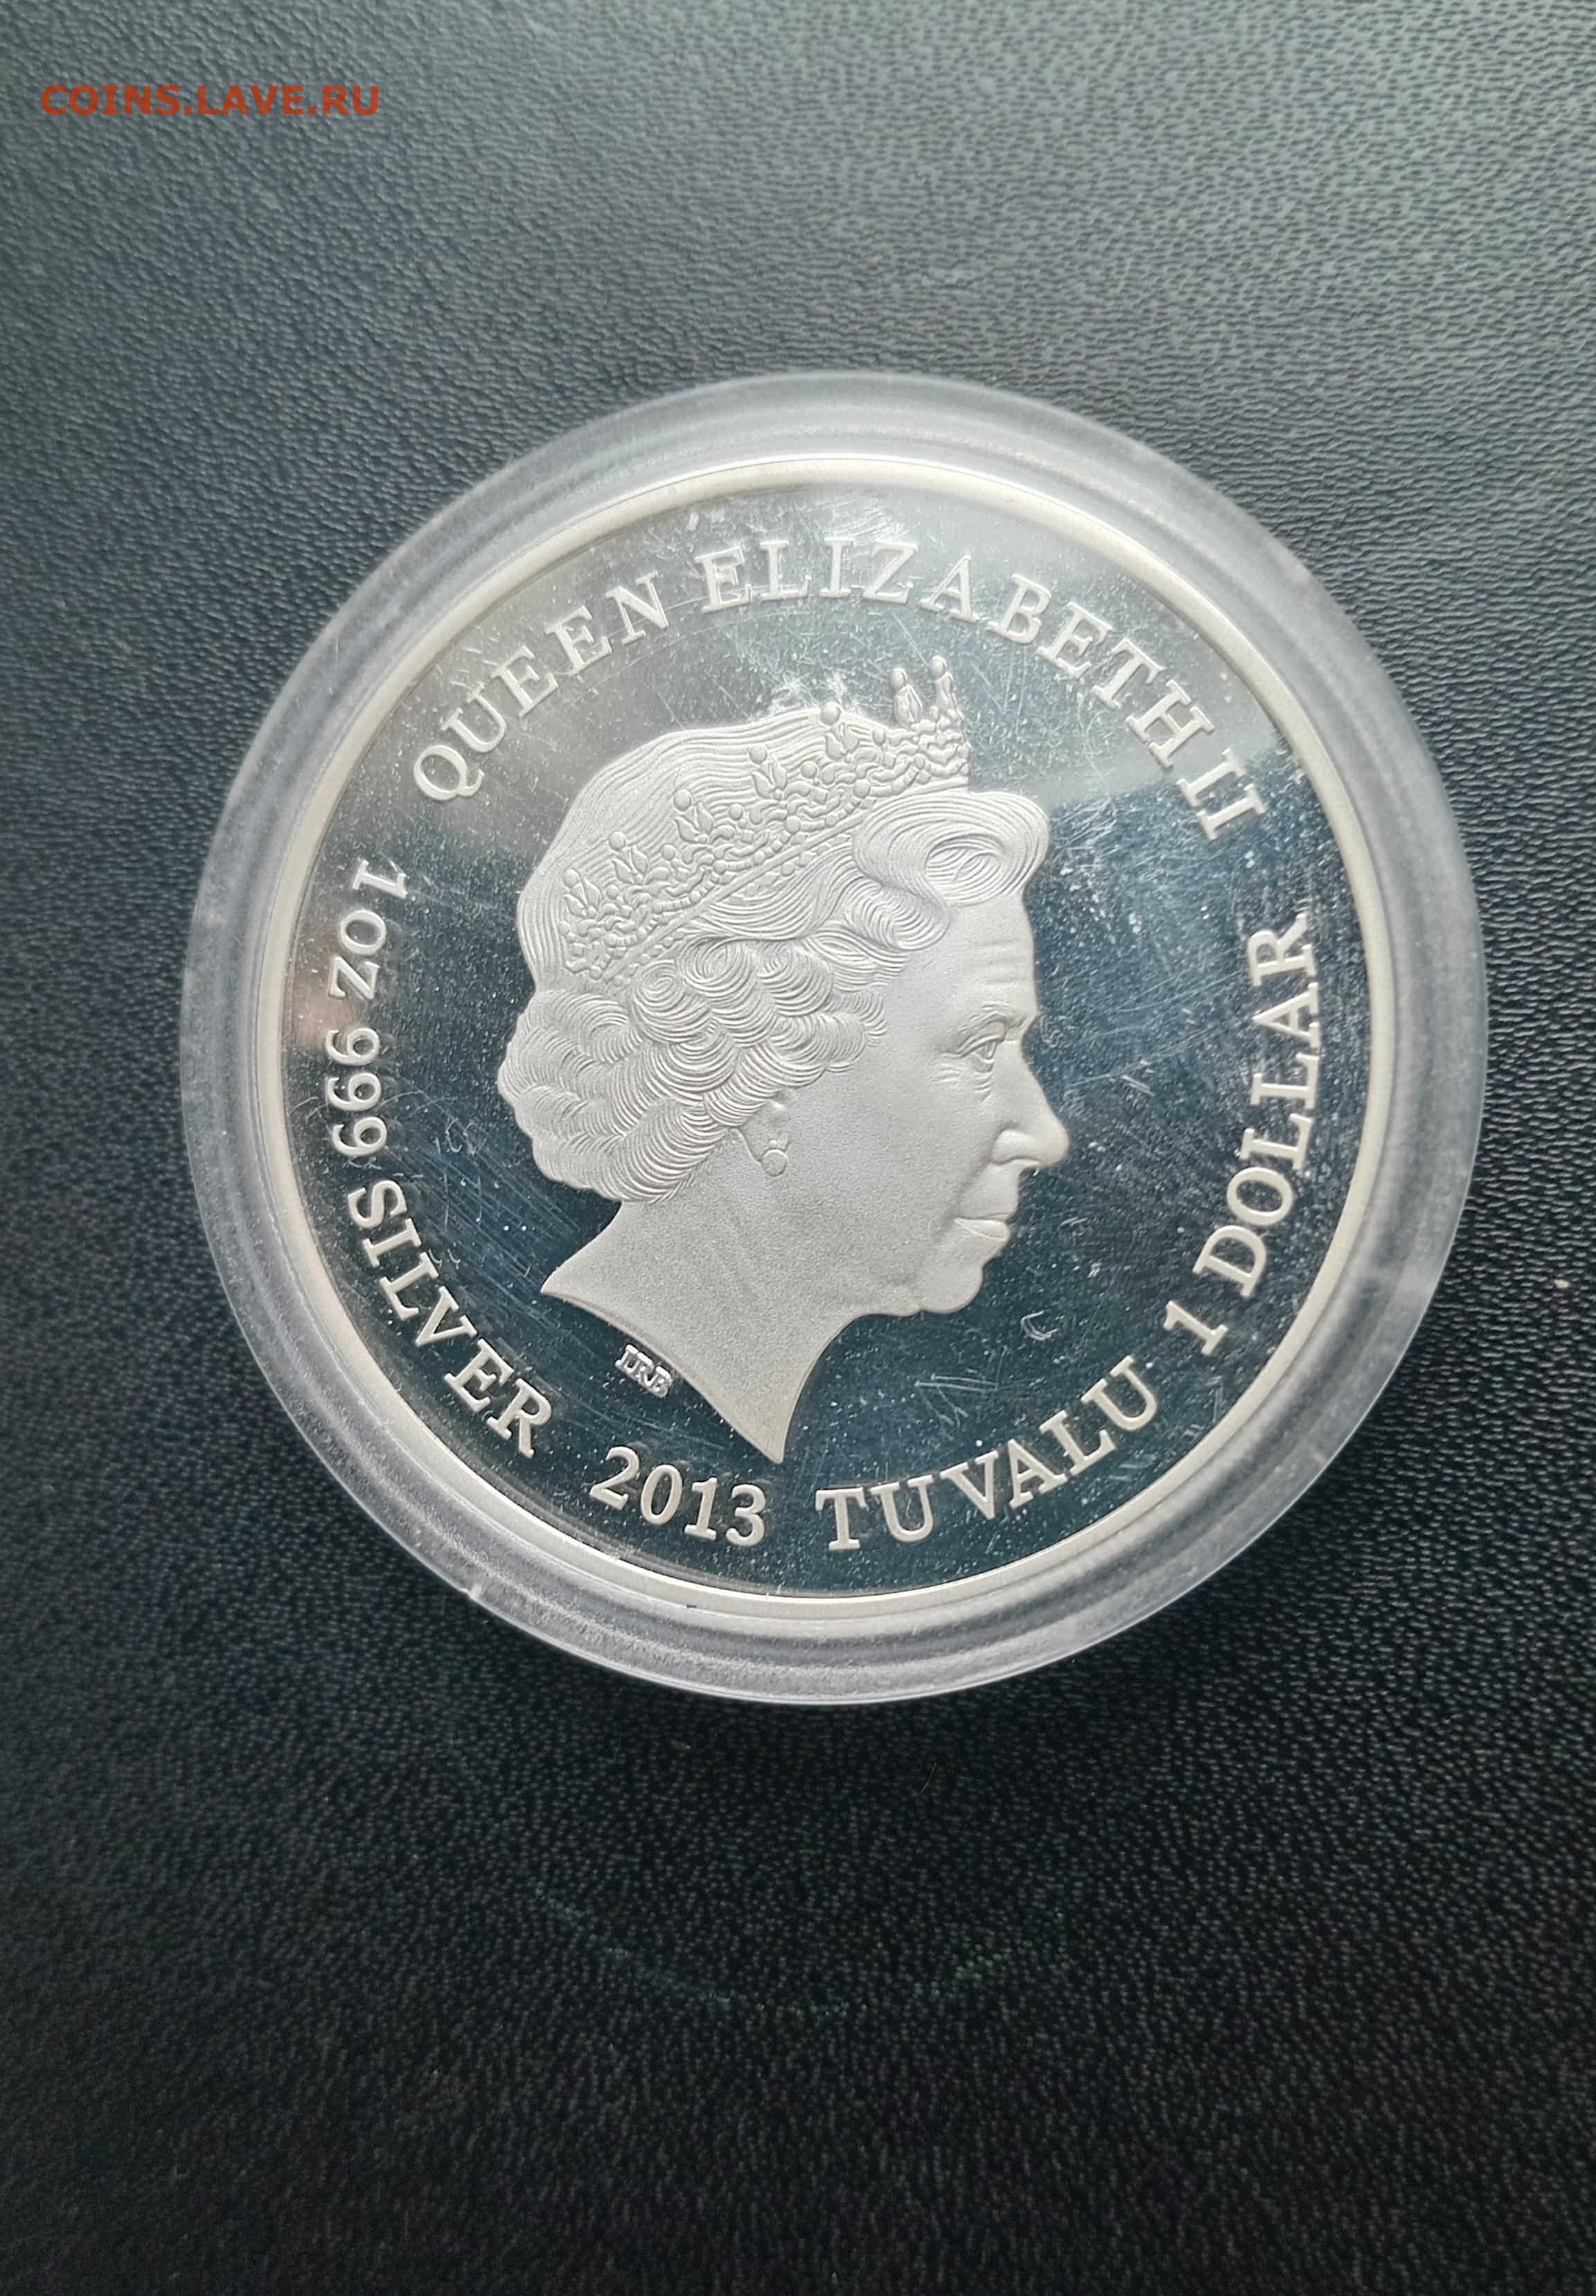 COINS.LAVE.RU
QUEEN ELIZABETH II
1 OZ 999 SILVER 2013 TUVALU 1 DOLLAR
IRB